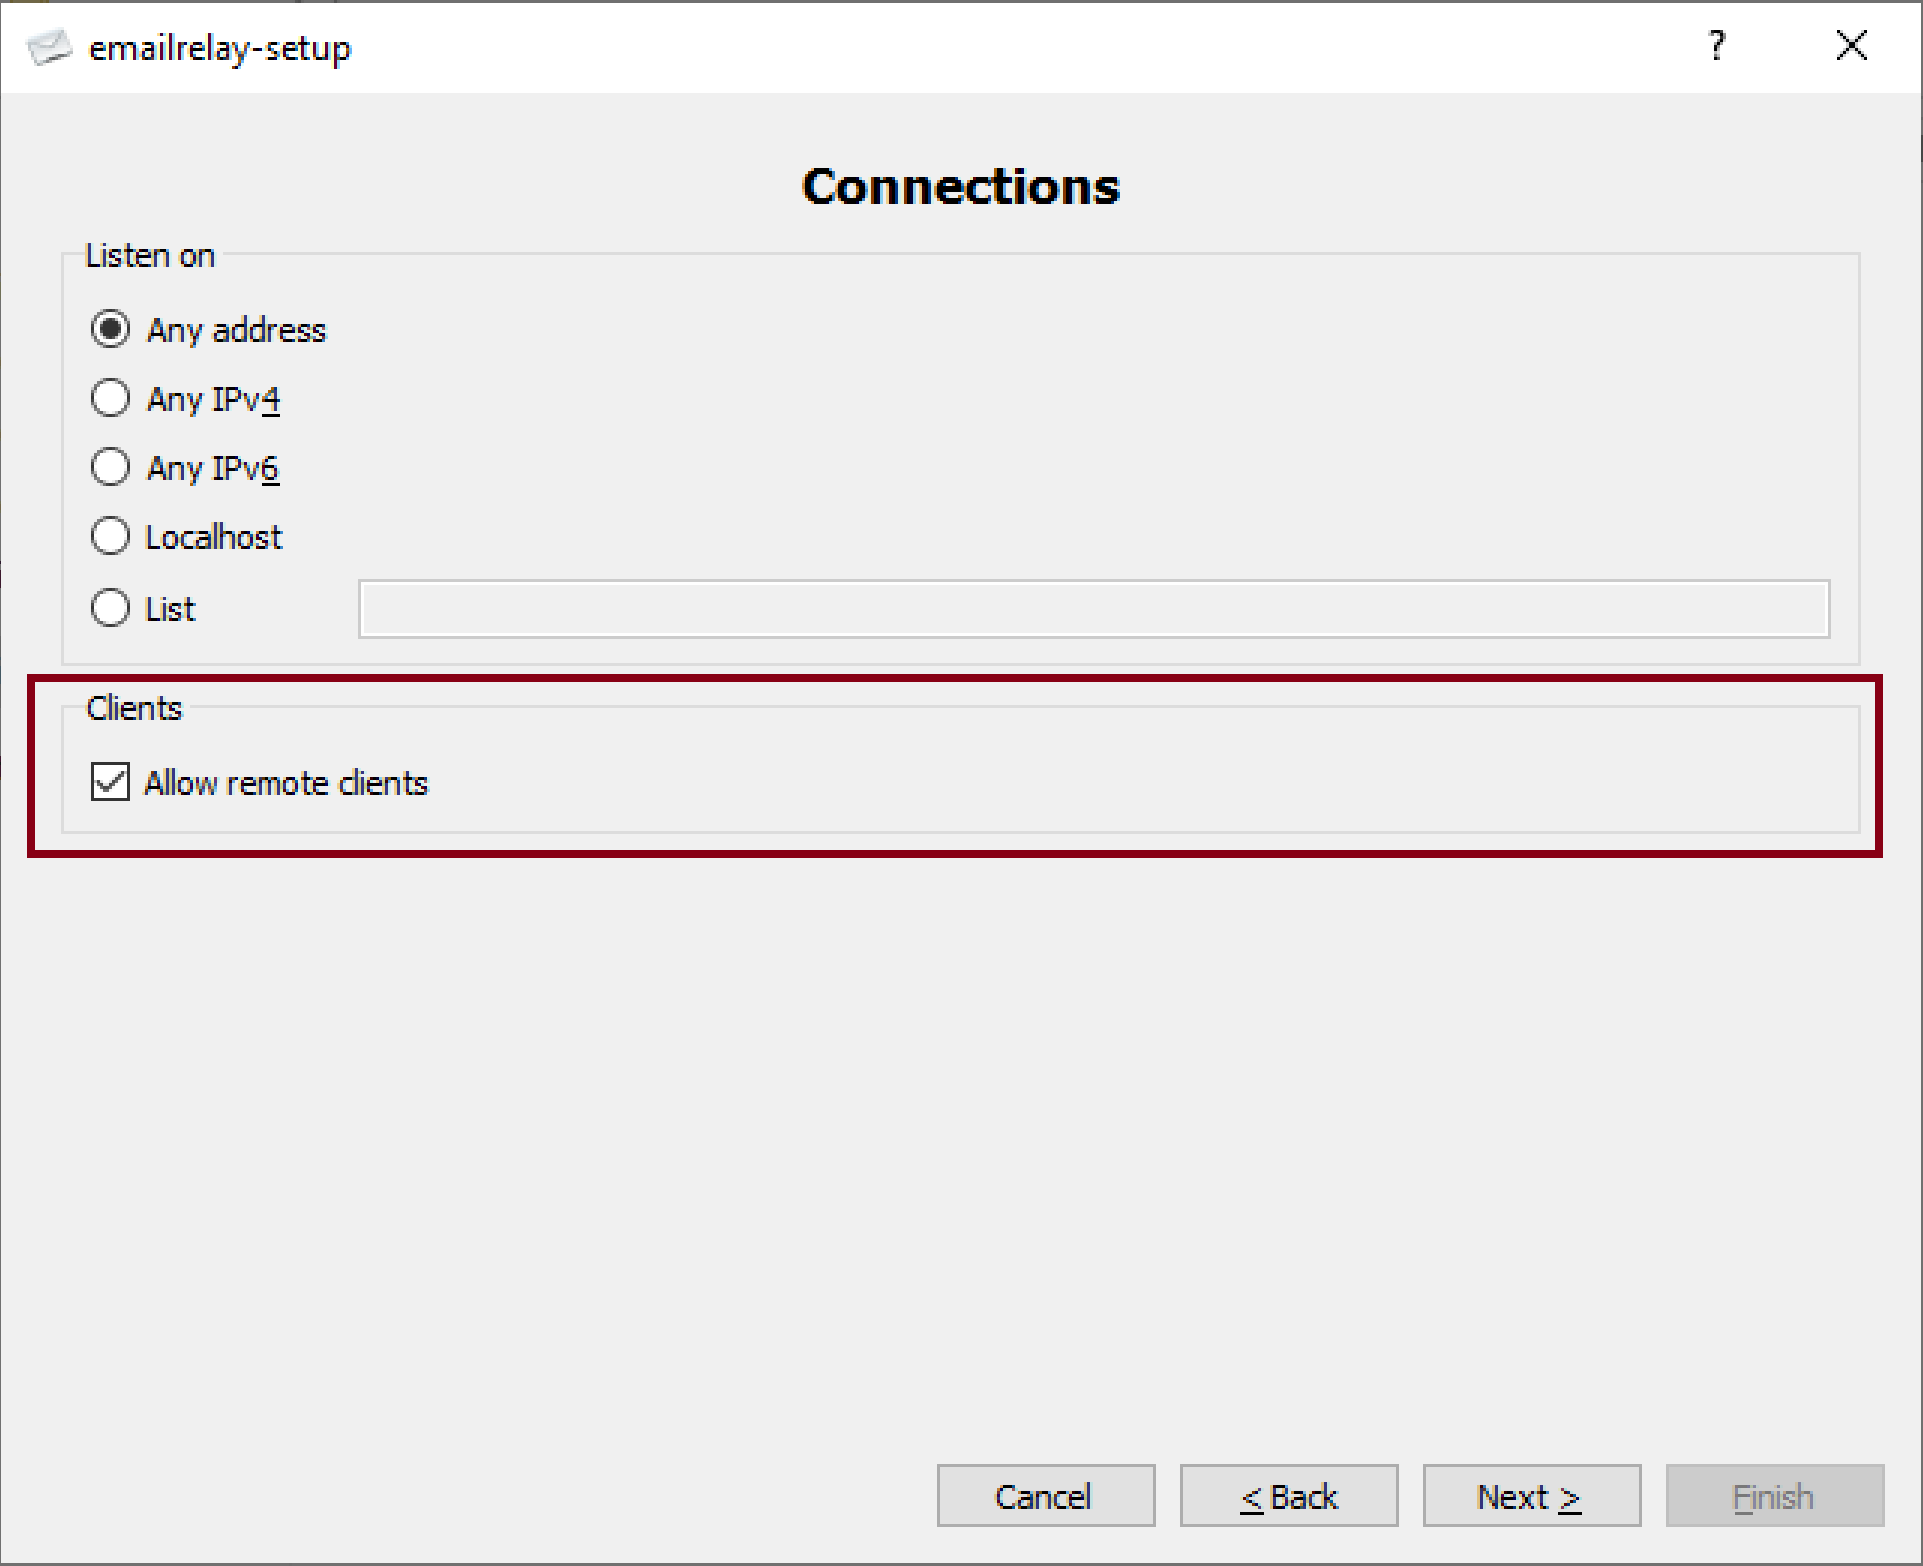 emailrelay-setup
?
Connections
Listen on
Any address
Any IPv4
Any IPv6
Localhost
List
Clients
Allow remote clients
Cancel
< Back
Next >
Finish